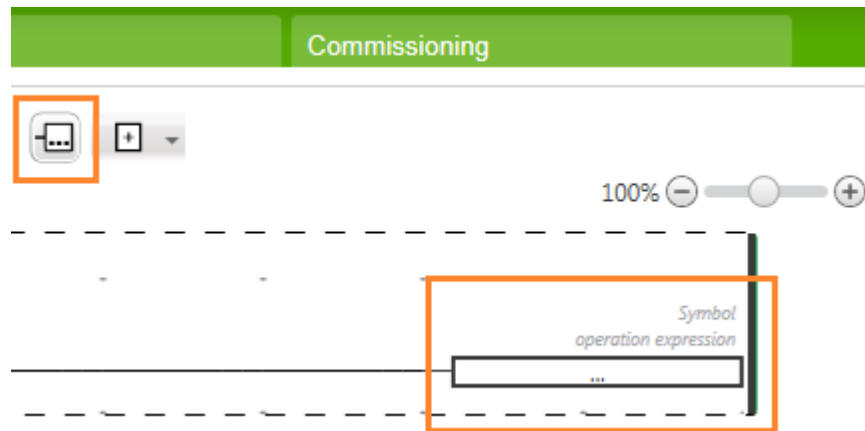 Commissioning
...
+
100% - +
Symbol
operation expression
...